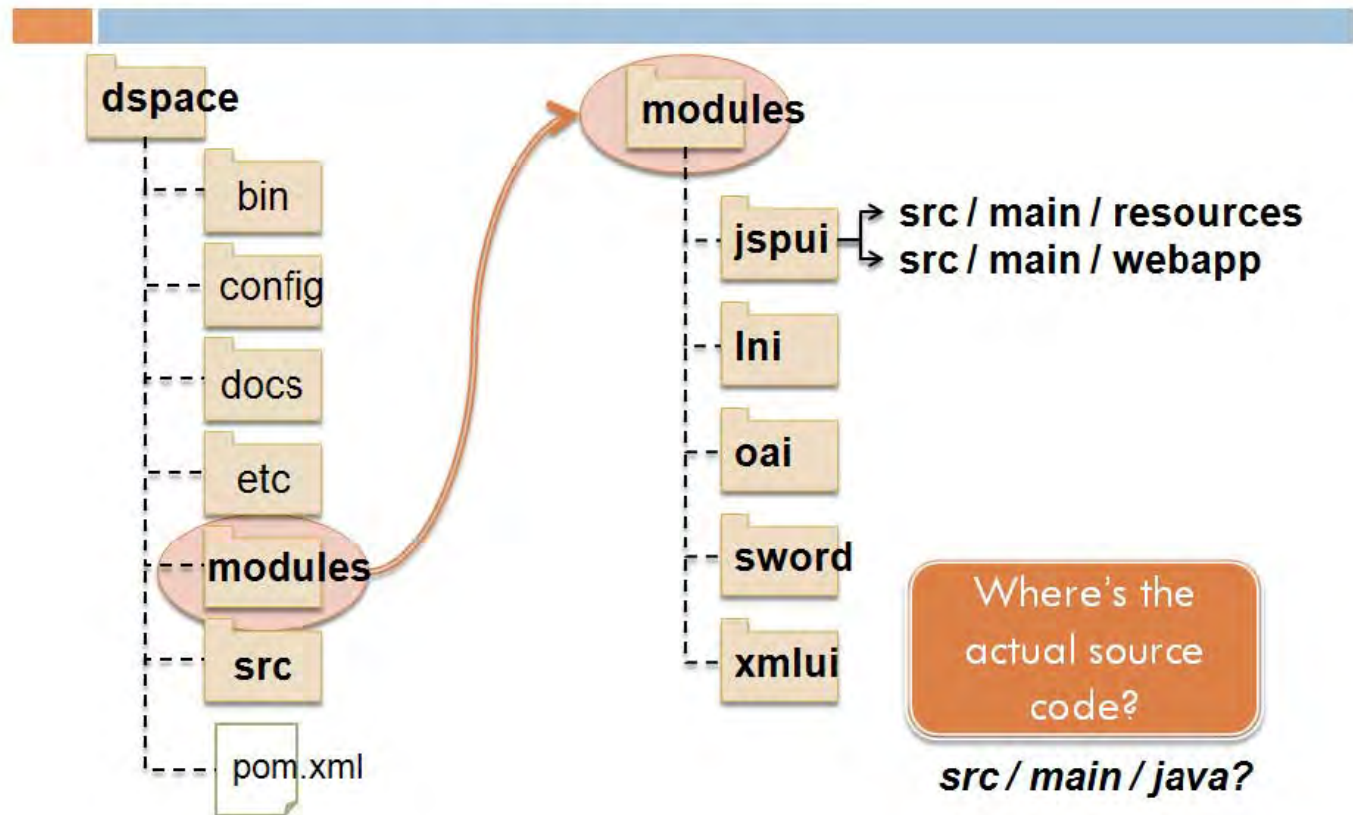 dspace
bin
config
docs
etc
modules
src
pom.xml
modules
jspui
src / main / resources
src / main / webapp
lni
oai
sword
xmlui
Where's the
actual source
code?
src / main / java?